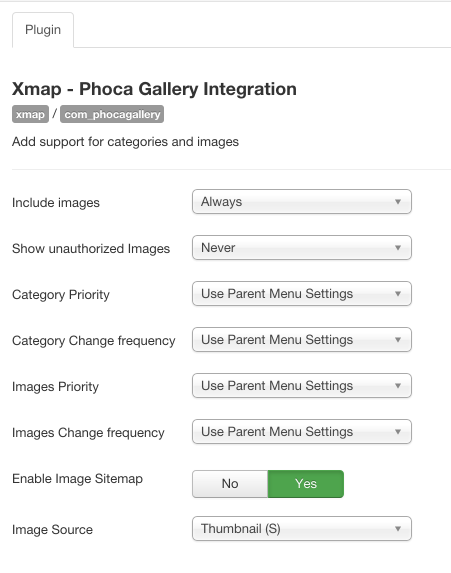 Plugin
Xmap - Phoca Gallery Integration
xmap / com_phocagallery
Add support for categories and images
Include images Always
Show unauthorized Images Never
Category Priority Use Parent Menu Settings
Category Change frequency Use Parent Menu Settings
Images Priority Use Parent Menu Settings
Images Change frequency Use Parent Menu Settings
Enable Image Sitemap No Yes
Image Source Thumbnail (S)